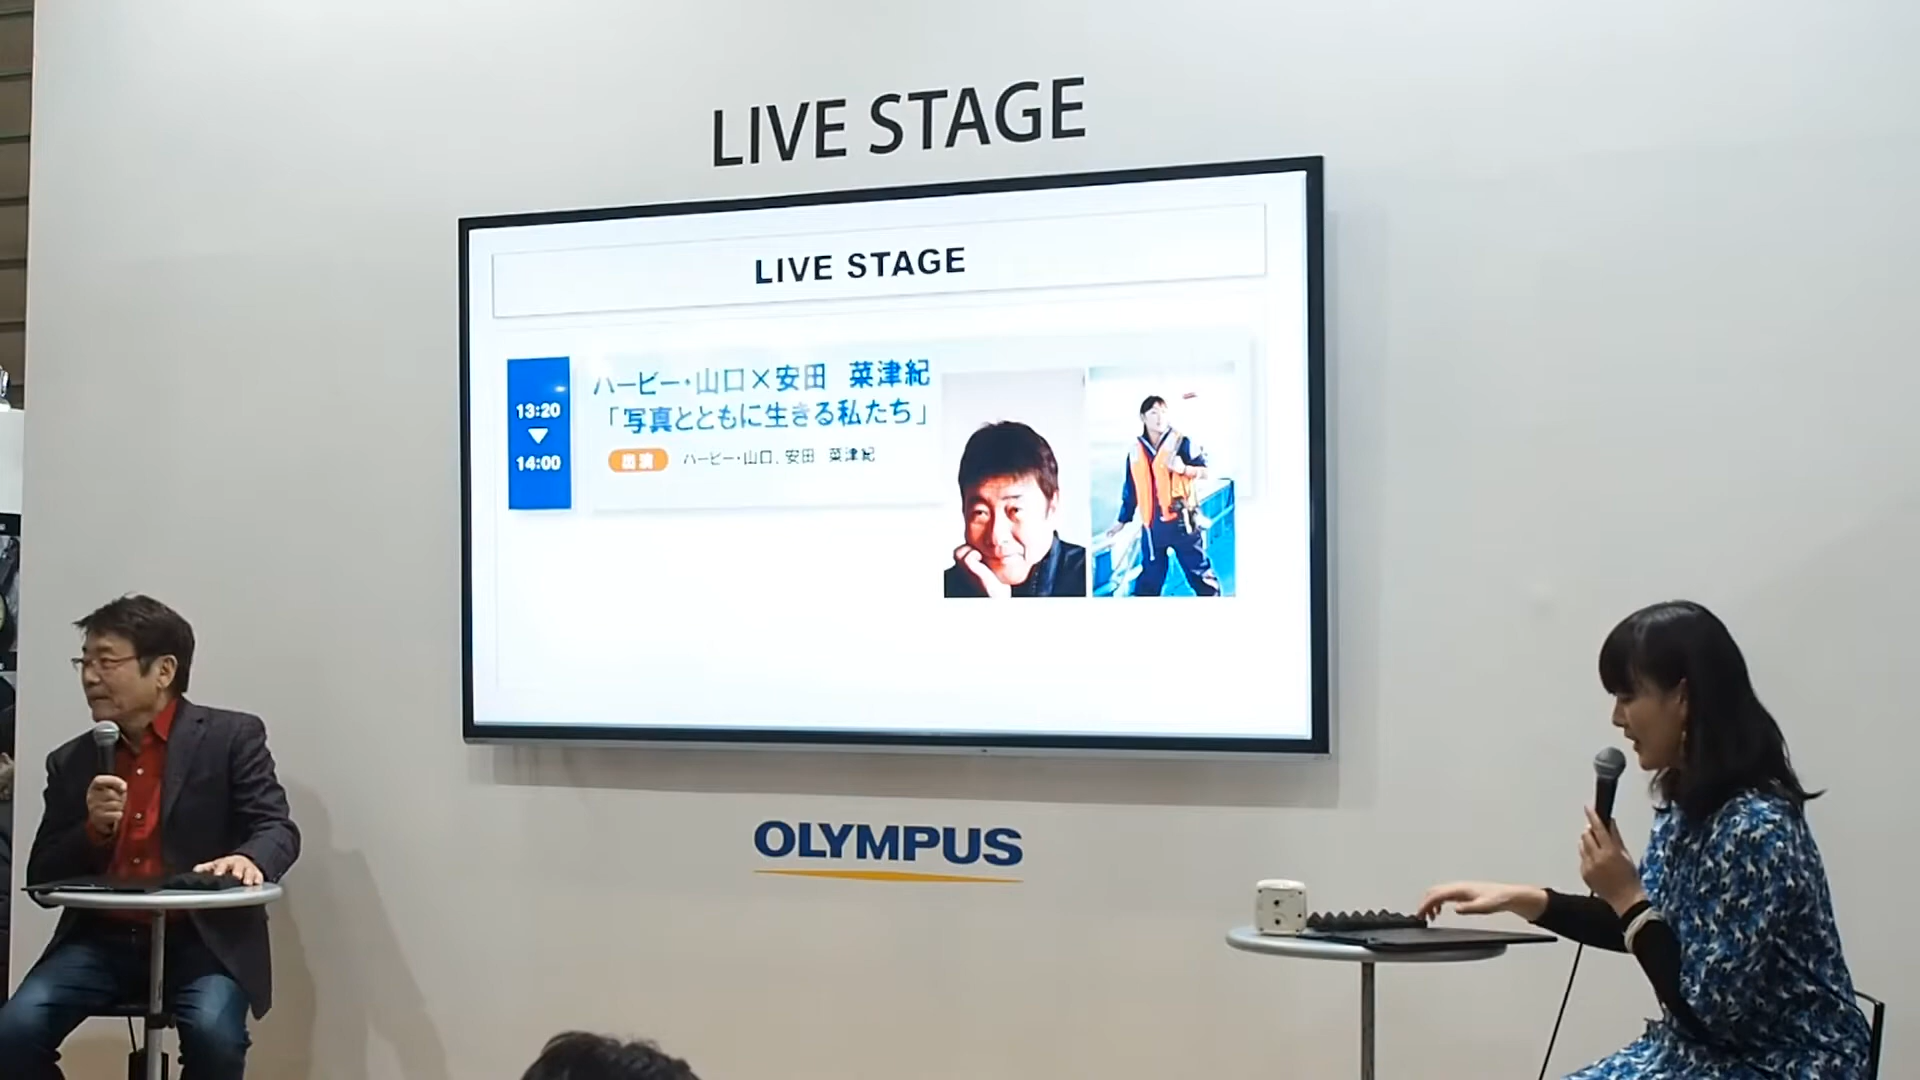 LIVE STAGE
LIVE STAGE
13:20
14:00
ハービー・山口×安田 菜津紀
「写真とともに生きる私たち」
出演 ハービー・山口、安田 菜津紀
OLYMPUS